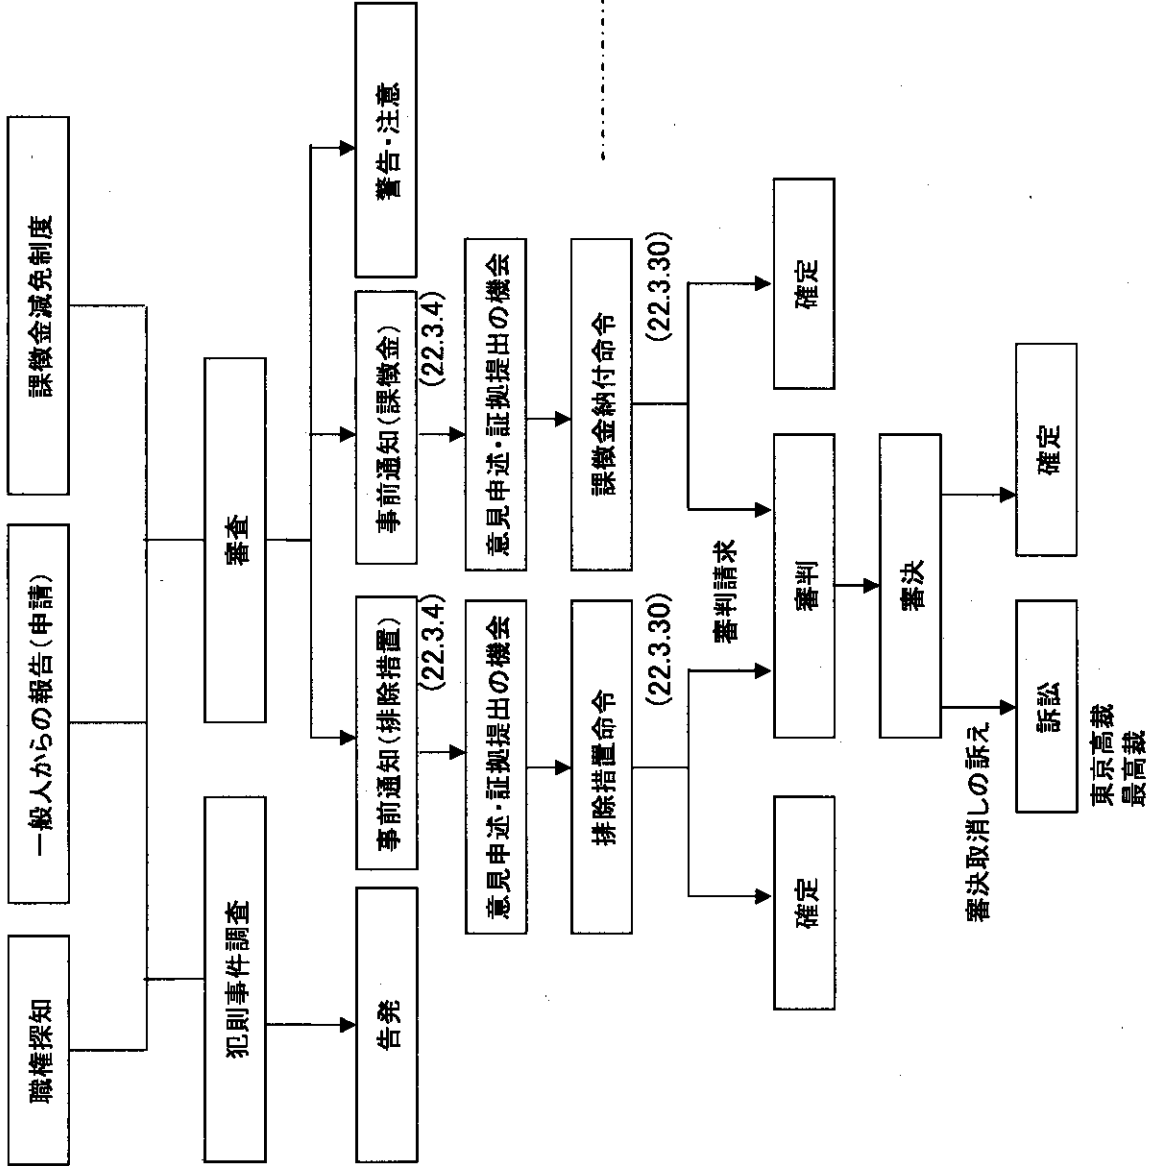 職権探知
一般人からの報告(申請)
課徴金減免制度
犯則事件調査
審査
告発
事前通知(排除措置)
(22.3.4)
事前通知(課徴金)
(22.3.4)
警告・注意
意見申述・証拠提出の機会
意見申述・証拠提出の機会
排除措置命令
(22.3.30)
課徴金納付命令
(22.3.30)
審判請求
確定
審判
確定
審決
審決取消しの訴え
訴訟
確定
東京高裁
最高裁